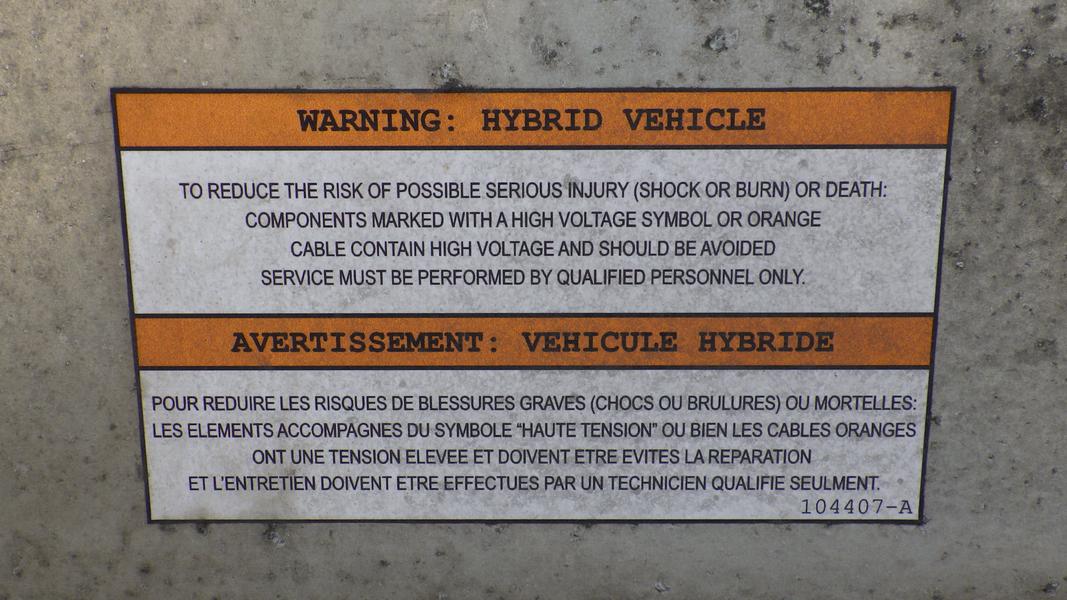 WARNING: HYBRID VEHICLE
TO REDUCE THE RISK OF POSSIBLE SERIOUS INJURY (SHOCK OR BURN) OR DEATH:
COMPONENTS MARKED WITH A HIGH VOLTAGE SYMBOL OR ORANGE
CABLE CONTAIN HIGH VOLTAGE AND SHOULD BE AVOIDED
SERVICE MUST BE PERFORMED BY QUALIFIED PERSONNEL ONLY.
AVERTISSEMENT: VEHICULE HYBRIDE
POUR REDUIRE LES RISQUES DE BLESSURES GRAVES (CHOCS OU BRULURES) OU MORTELLES:
LES ELEMENTS ACCOMPAGNES DU SYMBOLE “HAUTE TENSION” OU BIEN LES CABLES ORANGES
ONT UNE TENSION ELEVEE ET DOIVENT ETRE EVITES LA REPARATION
ET L'ENTRETIEN DOIVENT ETRE EFFECTUES PAR UN TECHNICIEN QUALIFIE SEULMENT.
104407-A